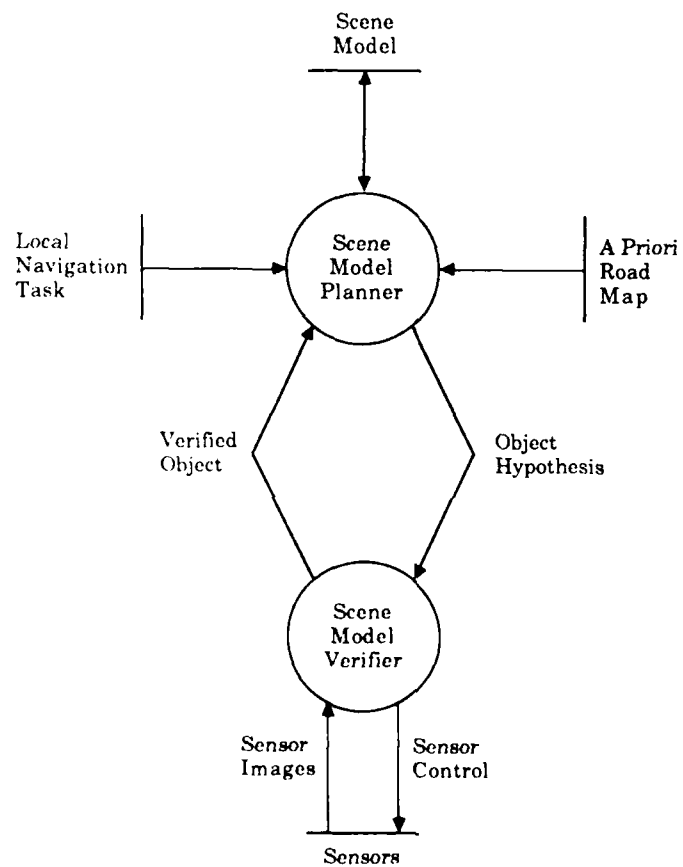 Scene
Model
Local
Navigation
Task
Scene
Model
Planner
A Priori
Road
Map
Verified
Object
Object
Hypothesis
Scene
Model
Verifier
Sensor
Images
Sensor
Control
Sensors